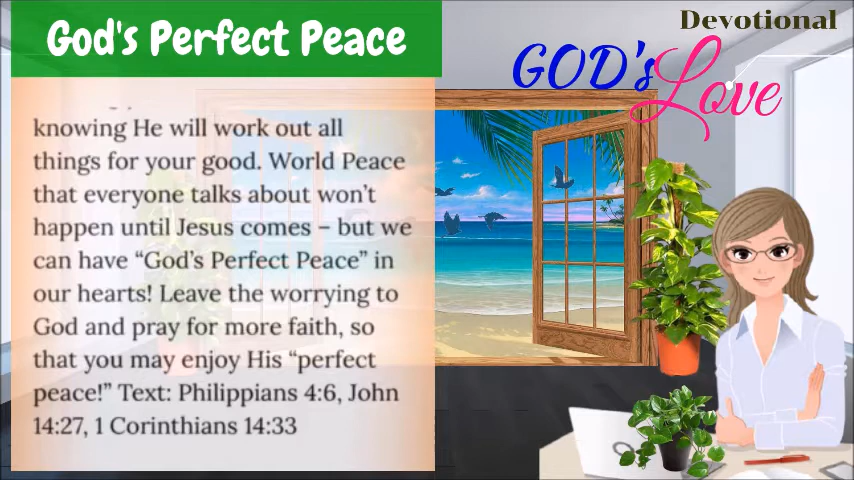 God's Perfect Peace
Devotional
GOD's
Love
knowing He will work out all
things for your good. World Peace
that everyone talks about won’t
happen until Jesus comes – but we
can have “God’s Perfect Peace” in
our hearts! Leave the worrying to
God and pray for more faith, so
that you may enjoy His “perfect
peace!” Text: Philippians 4:6, John
14:27, 1 Corinthians 14:33